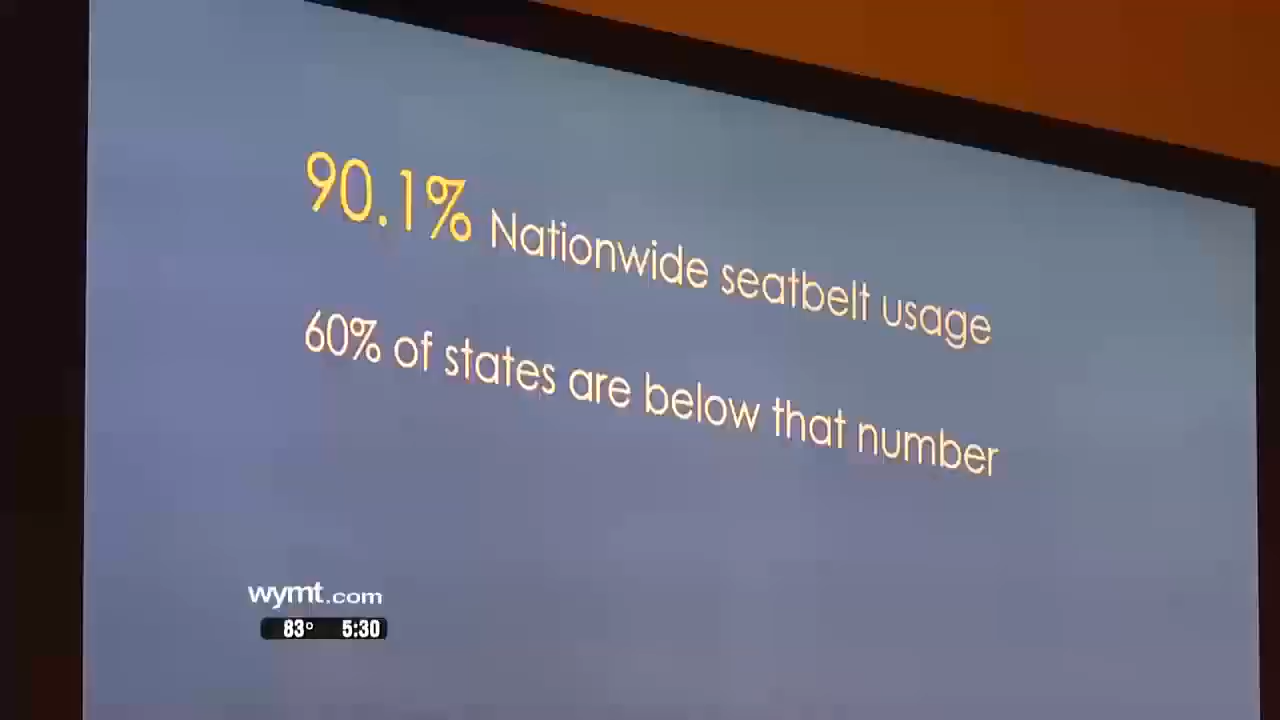 90.1% Nationwide seatbelt usage
60% of states are below that number
wymt.com
83° 5:30